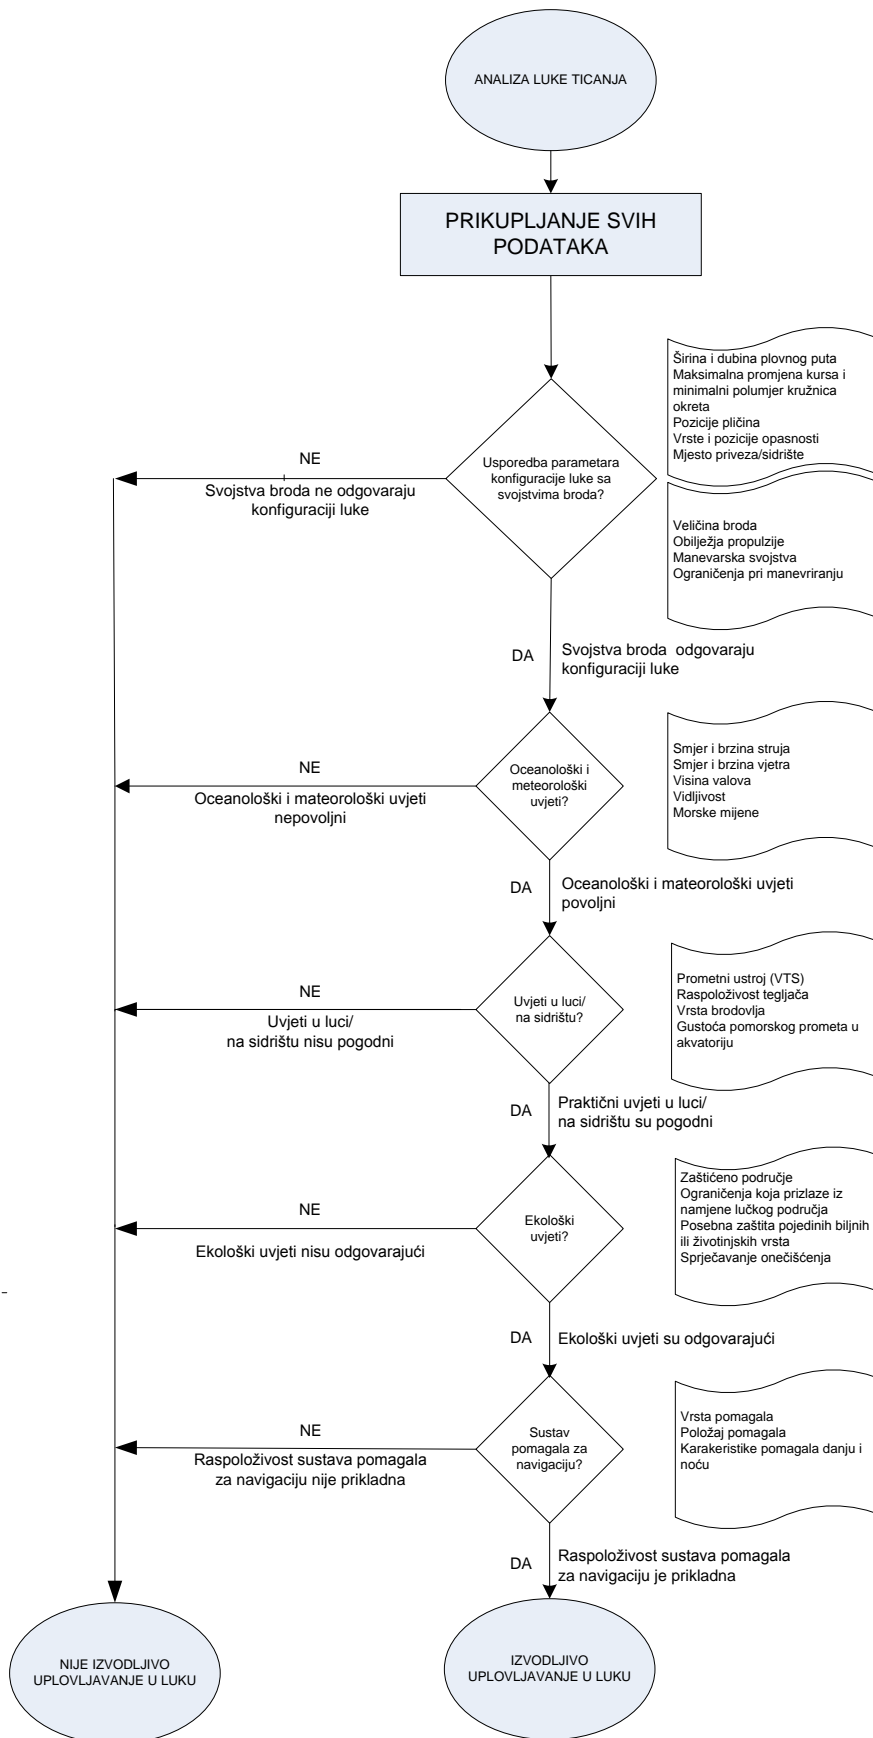 ANALIZA LUKE TICANJA
PRIKUPLJANJE SVIH
PODATAKA
Širina i dubina plovnog puta
Maksimalna promjena kursa i
minimalni polumjer kružnica
okreta
Pozicije pličina
Vrste i pozicije opasnosti
Mjesto priveza/sidrište
Usporedba parametara
konfiguracije luke sa
svojstvima broda?
NE
Svojstva broda ne odgovaraju
konfiguraciji luke
Veličina broda
Obilježja propulzije
Manevarska svojstva
Ograničenja pri manevriranju
DA
Svojstva broda  odgovaraju
konfiguraciji luke
Smjer i brzina struja
Smjer i brzina vjetra
Visina valova
Vidljivost
Morske mijene
Oceanološki i
meteorološki
uvjeti?
NE
Oceanološki i mateorološki uvjeti
nepovoljni
DA
Oceanološki i mateorološki uvjeti
povoljni
Prometni ustroj (VTS)
Raspoloživost tegljača
Vrsta brodovlja
Gustoća pomorskog prometa u
akvatoriju
Uvjeti u luci/
na sidrištu?
NE
Uvjeti u luci/
na sidrištu nisu pogodni
DA
Praktični uvjeti u luci/
na sidrištu su pogodni
Zaštićeno područje
Ograničenja koja prizlaze iz
namjene lučkog područja
Posebna zaštita pojedinih biljnih
ili životinjskih vrsta
Sprječavanje onečišćenja
Ekološki
uvjeti?
NE
Ekološki uvjeti nisu odgovarajući
DA
Ekološki uvjeti su odgovarajući
Vrsta pomagala
Položaj pomagala
Karakeristike pomagala danju i
noću
Sustav
pomagala za
navigaciju?
NE
Raspoloživost sustava pomagala
za navigaciju nije prikladna
DA
Raspoloživost sustava pomagala
za navigaciju je prikladna
NIJE IZVODLJIVO
UPLOVLJAVANJE U LUKU
IZVODLJIVO
UPLOVLJAVANJE U LUKU